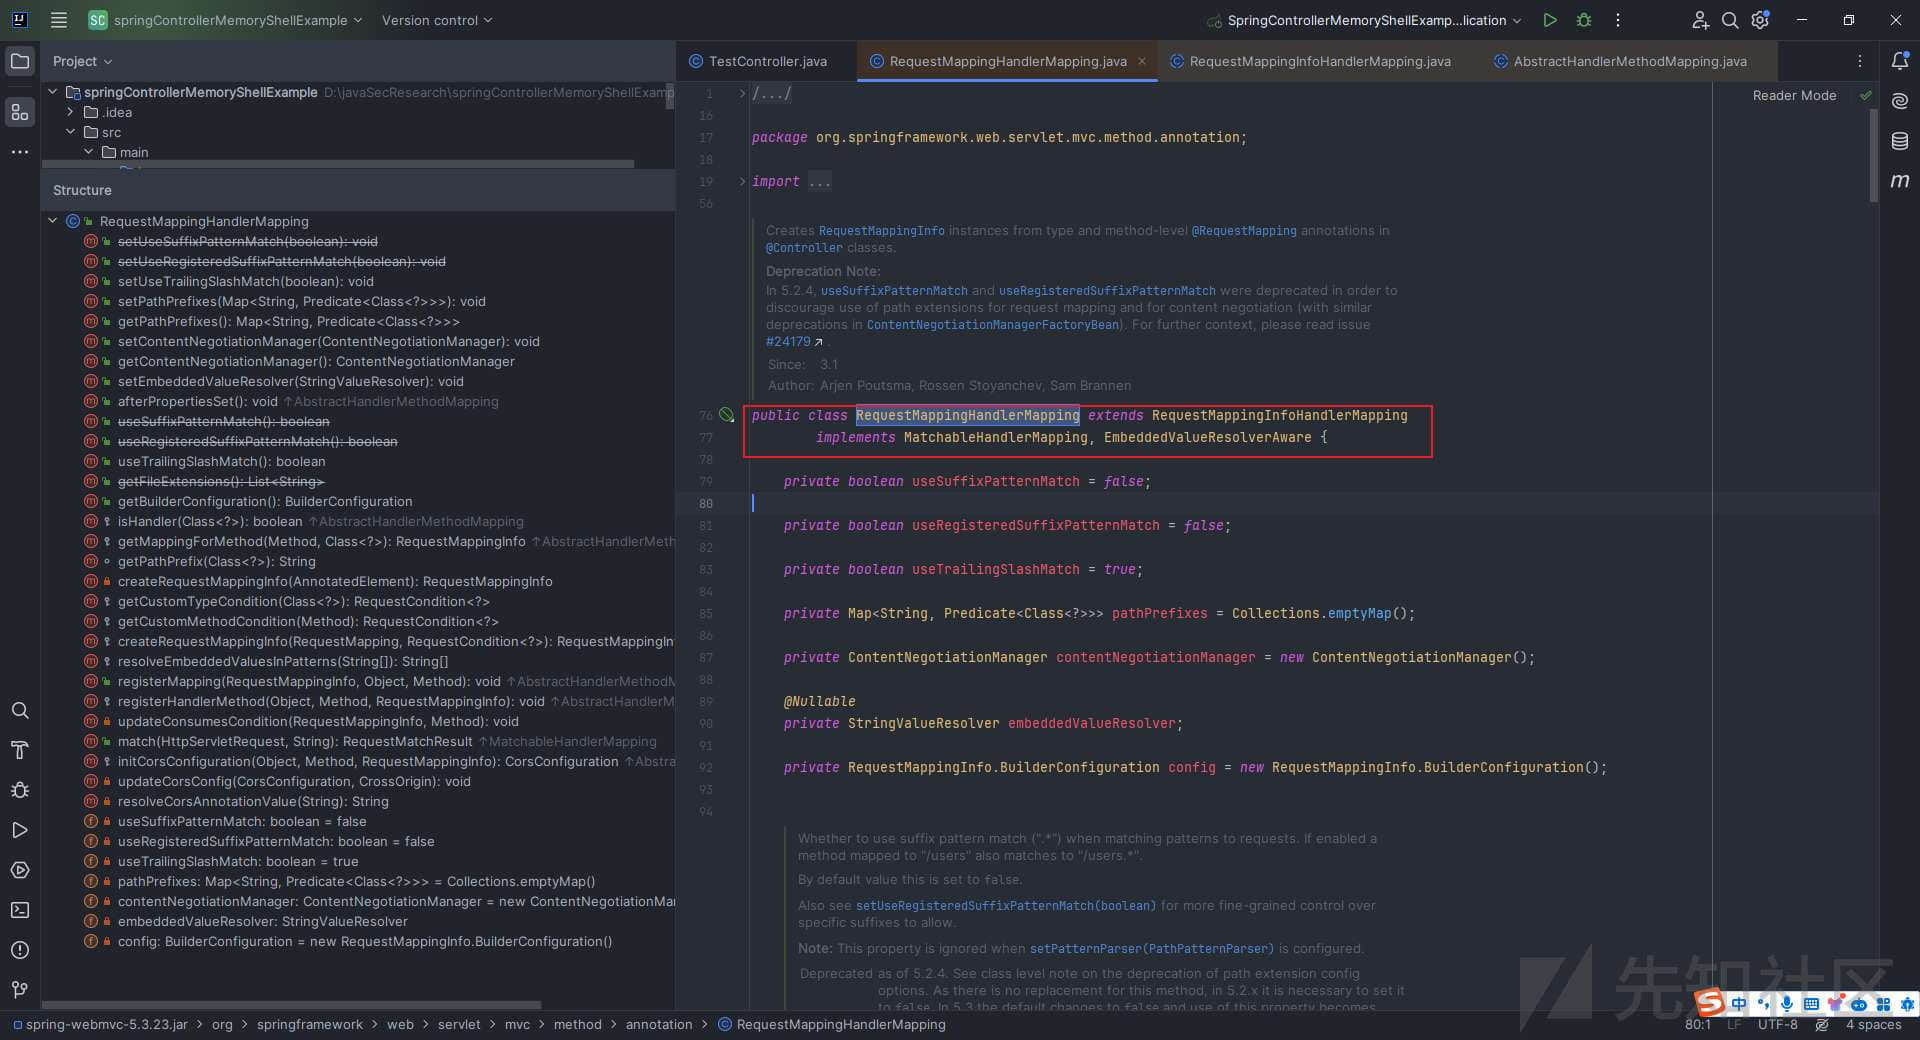 SC springControllerMemoryShellExample Version control SpringControllerMemoryShellExamp...lication
Project
springControllerMemoryShellExample D:\javaSecResearch\springControllerMemoryShellExamp
.idea
src
main
Structure
RequestMappingHandlerMapping
setUseSuffixPatternMatch(boolean): void
setUseRegisteredSuffixPatternMatch(boolean): void
setUseTrailingSlashMatch(boolean): void
setPathPrefixes(Map<String, Predicate<Class<?>>>): void
getPathPrefixes(): Map<String, Predicate<Class<?>>>
setContentNegotiationManager(ContentNegotiationManager): void
getContentNegotiationManager(): ContentNegotiationManager
setEmbeddedValueResolver(StringValueResolver): void
afterPropertiesSet(): void ↑AbstractHandlerMethodMapping
useSuffixPatternMatch(): boolean
useRegisteredSuffixPatternMatch(): boolean
useTrailingSlashMatch(): boolean
getFileExtensions(): List<String>
getBuilderConfiguration(): BuilderConfiguration
isHandler(Class<?>): boolean ↑AbstractHandlerMethodMapping
getMappingForMethod(Method, Class<?>): RequestMappingInfo ↑AbstractHandlerMeth
getPathPrefix(Class<?>): String
createRequestMappingInfo(AnnotatedElement): RequestMappingInfo
getCustomTypeCondition(Class<?>): RequestCondition<?>
getCustomMethodCondition(Method): RequestCondition<?>
createRequestMappingInfo(RequestMapping, RequestCondition<?>): RequestMappingIn
resolveEmbeddedValuesInPatterns(String[]): String[]
registerMapping(RequestMappingInfo, Object, Method): void ↑AbstractHandlerMethodM
registerHandlerMethod(Object, Method, RequestMappingInfo): void ↑AbstractHandlerM
updateConsumesCondition(RequestMappingInfo, Method): void
match(HttpServletRequest, String): RequestMatchResult ↑MatchableHandlerMapping
initCorsConfiguration(Object, Method, RequestMappingInfo): CorsConfiguration ↑Abstra
updateCorsConfig(CorsConfiguration, CrossOrigin): void
resolveCorsAnnotationValue(String): String
useSuffixPatternMatch: boolean = false
useRegisteredSuffixPatternMatch: boolean = false
useTrailingSlashMatch: boolean = true
pathPrefixes: Map<String, Predicate<Class<?>>> = Collections.emptyMap()
contentNegotiationManager: ContentNegotiationManager = new ContentNegotiationMa
embeddedValueResolver: StringValueResolver
config: BuilderConfiguration = new RequestMappingInfo.BuilderConfiguration()
TestController.java RequestMappingHandlerMapping.java RequestMappingInfoHandlerMapping.java AbstractHandlerMethodMapping.java
Reader Mode
1 /.../
16
17 package org.springframework.web.servlet.mvc.method.annotation;
18
19 import ...
56
Creates RequestMappingInfo instances from type and method-level @RequestMapping annotations in
@Controller classes.
Deprecation Note:
In 5.2.4, useSuffixPatternMatch and useRegisteredSuffixPatternMatch were deprecated in order to
discourage use of path extensions for request mapping and for content negotiation (with similar
deprecations in ContentNegotiationManagerFactoryBean). For further context, please read issue
#24179 ↗ .
Since: 3.1
Author: Arjen Poutsma, Rossen Stoyanchev, Sam Brannen
76 public class RequestMappingHandlerMapping extends RequestMappingInfoHandlerMapping
77 implements MatchableHandlerMapping, EmbeddedValueResolverAware {
78
79 private boolean useSuffixPatternMatch = false;
80
81 private boolean useRegisteredSuffixPatternMatch = false;
82
83 private boolean useTrailingSlashMatch = true;
84
85 private Map<String, Predicate<Class<?>>> pathPrefixes = Collections.emptyMap();
86
87 private ContentNegotiationManager contentNegotiationManager = new ContentNegotiationManager();
88
89 @Nullable
90 private StringValueResolver embeddedValueResolver;
91
92 private RequestMappingInfo.BuilderConfiguration config = new RequestMappingInfo.BuilderConfiguration();
93
94
Whether to use suffix pattern match (".*") when matching patterns to requests. If enabled a
method mapped to "/users" also matches to "/users.*".
By default value this is set to false.
Also see setUseRegisteredSuffixPatternMatch(boolean) for more fine-grained control over
specific suffixes to allow.
Note: This property is ignored when setPatternParser(PathPatternParser) is configured.
Deprecated as of 5.2.4. See class level note on the deprecation of path extension config
options. As there is no replacement for this method, in 5.2.x it is necessary to set it
to false. In 5.3 the default changes to false and use of this property becomes
先知社区
中
spring-webmvc-5.3.23.jar > org > springframework > web > servlet > mvc > method > annotation > RequestMappingHandlerMapping
80:1 LF UTF-8 4 spaces